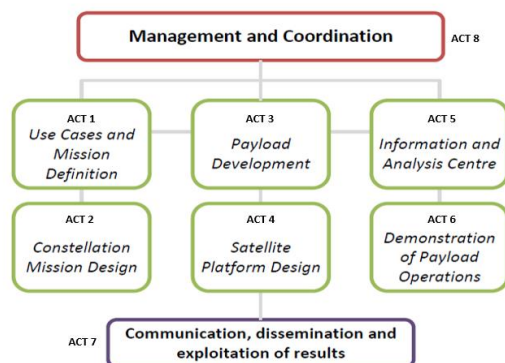 Management and Coordination
ACT 8
ACT 1
Use Cases and
Mission
Definition
ACT 3
Payload
Development
ACT 5
Information and
Analysis Centre
ACT 2
Constellation
Mission Design
ACT 4
Satellite
Platform Design
ACT 6
Demonstration
of Payload
Operations
ACT 7
Communication, dissemination and
exploitation of results